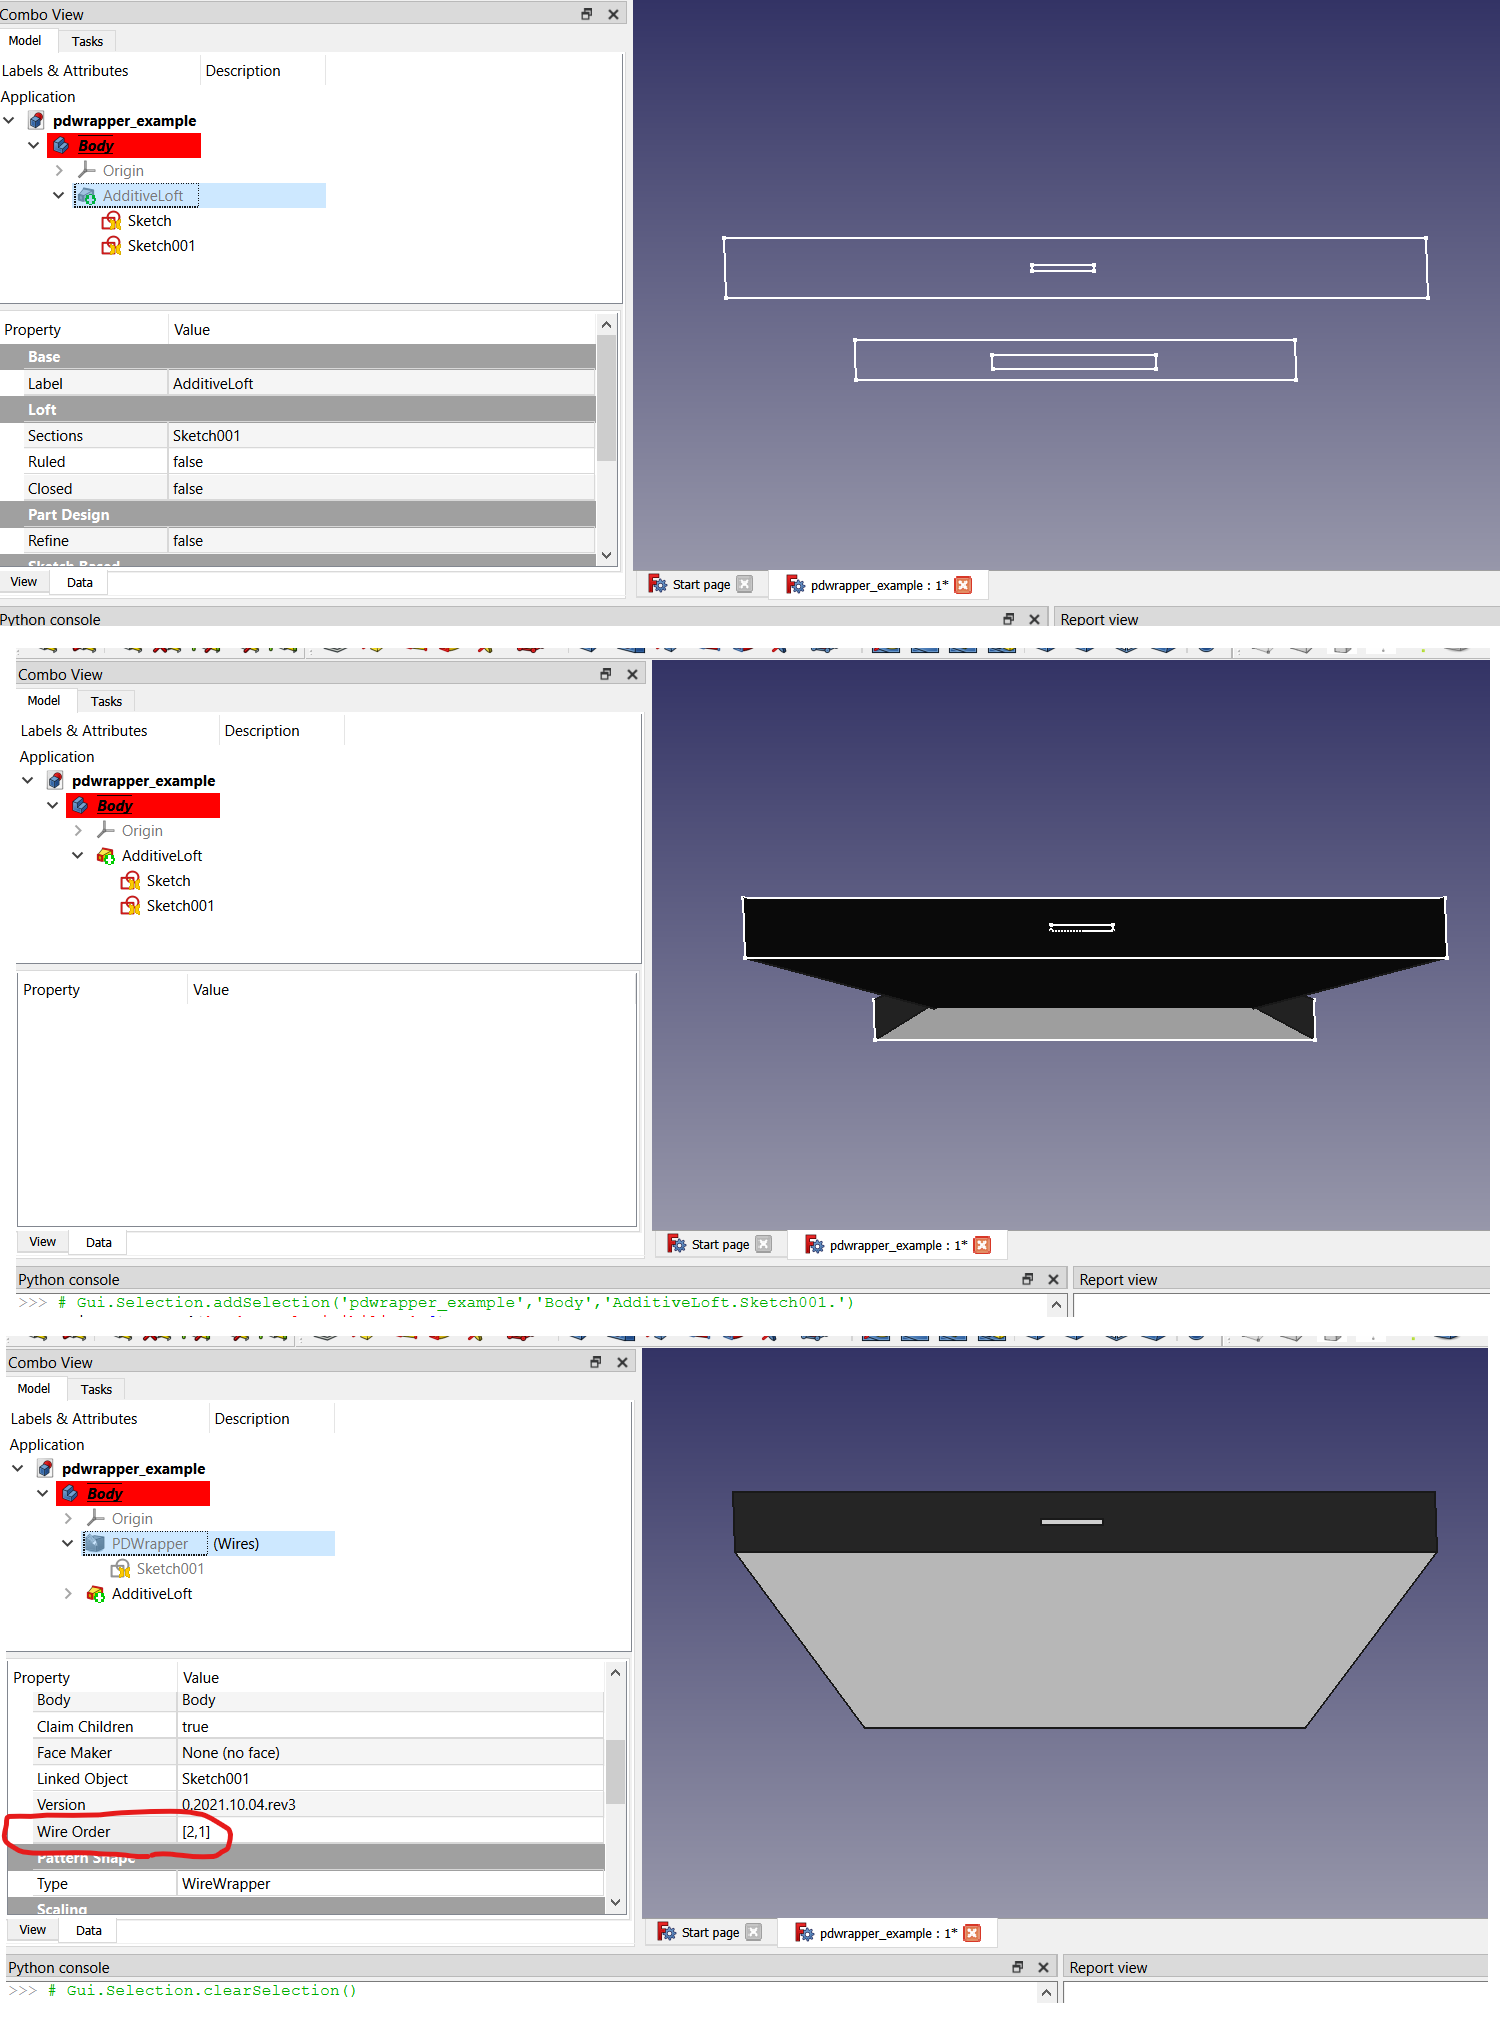 Combo View
Model Tasks
Labels & Attributes Description
Application
pdwrapper_example
Body
Origin
AdditiveLoft
Sketch
Sketch001
Property Value
Base
Label AdditiveLoft
Loft
Sections Sketch001
Ruled false
Closed false
Part Design
Refine false
Sketch Based
View Data
Start page pdwrapper_example : 1*
Python console Report view
Combo View
Model Tasks
Labels & Attributes Description
Application
pdwrapper_example
Body
Origin
AdditiveLoft
Sketch
Sketch001
Property Value
View Data
Start page pdwrapper_example : 1*
Python console Report view
>>> # Gui.Selection.addSelection('pdwrapper_example','Body','AdditiveLoft.Sketch001.')
Combo View
Model Tasks
Labels & Attributes Description
Application
pdwrapper_example
Body
Origin
PDWrapper (Wires)
Sketch001
AdditiveLoft
Property Value
Body Body
Claim Children true
Face Maker None (no face)
Linked Object Sketch001
Version 0.2021.10.04.rev3
Wire Order [2,1]
Pattern Shape
Type WireWrapper
Scaling
View Data
Start page pdwrapper_example : 1*
Python console Report view
>>> # Gui.Selection.clearSelection()